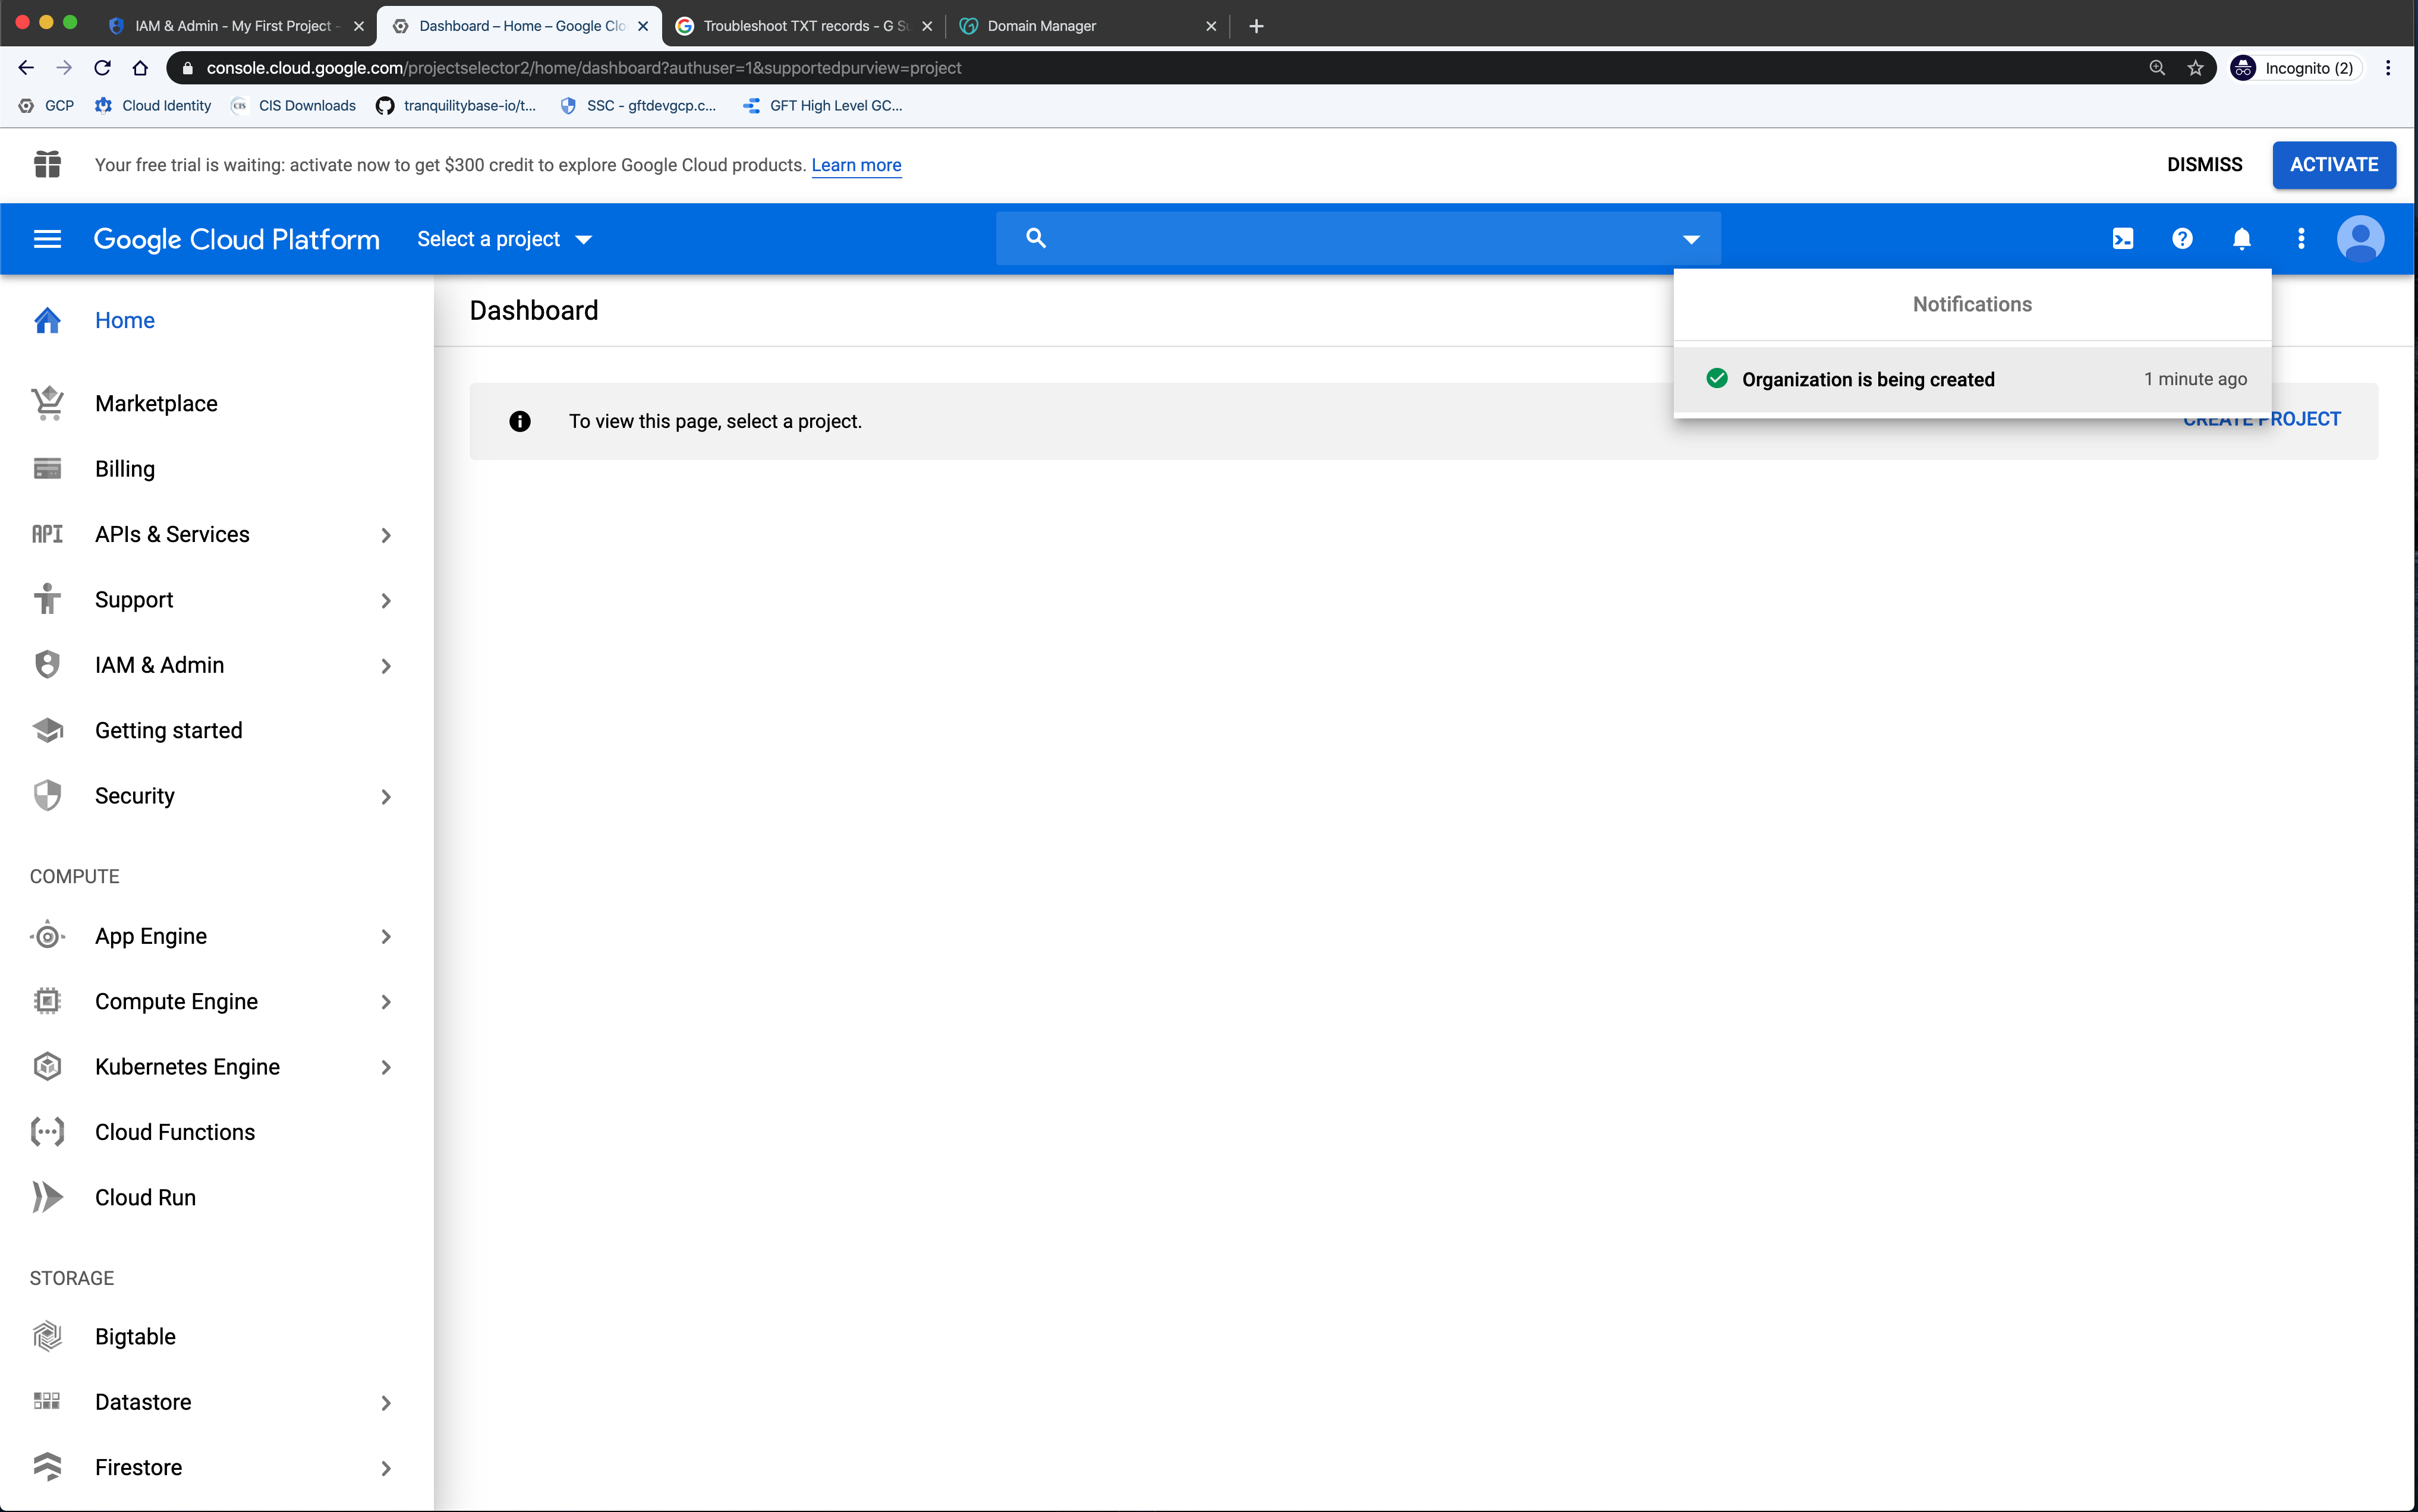 IAM & Admin - My First Project -
Dashboard – Home – Google Clo
Troubleshoot TXT records - G Su
Domain Manager
console.cloud.google.com/projectselector2/home/dashboard?authuser=1&supportedpurview=project
Incognito (2)
GCP
Cloud Identity
CIS
CIS Downloads
tranquilitybase-io/t...
SSC - gftdevgcp.c...
GFT High Level GC...
Your free trial is waiting: activate now to get $300 credit to explore Google Cloud products. Learn more
DISMISS
ACTIVATE
Google Cloud Platform
Select a project
Home
Dashboard
Notifications
Organization is being created
1 minute ago
To view this page, select a project.
CREATE PROJECT
Marketplace
Billing
API
APIs & Services
Support
IAM & Admin
Getting started
Security
COMPUTE
App Engine
Compute Engine
Kubernetes Engine
Cloud Functions
Cloud Run
STORAGE
Bigtable
Datastore
Firestore